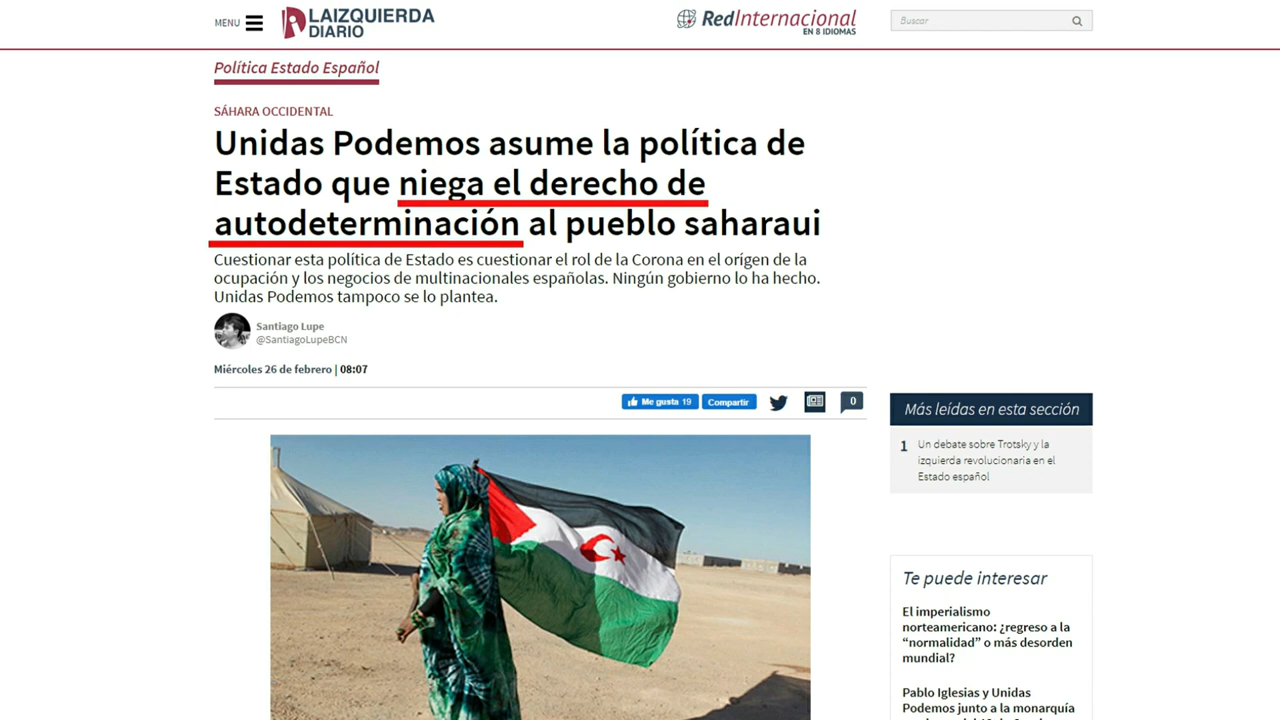 MENU
LAIZQUIERDA
DIARIO
RedInternacional
EN 8 IDIOMAS
Buscar
Política Estado Español
SÁHARA OCCIDENTAL
Unidas Podemos asume la política de
Estado que niega el derecho de
autodeterminación al pueblo saharaui
Cuestionar esta política de Estado es cuestionar el rol de la Corona en el orígen de la
ocupación y los negocios de multinacionales españolas. Ningún gobierno lo ha hecho.
Unidas Podemos tampoco se lo plantea.
Santiago Lupe
@SantiagoLupeBCN
Miércoles 26 de febrero | 08:07
Me gusta 19
Compartir
0
Más leídas en esta sección
1 Un debate sobre Trotsky y la
izquierda revolucionaria en el
Estado español
Te puede interesar
El imperialismo
norteamericano: ¿regreso a la
“normalidad” o más desorden
mundial?
Pablo Iglesias y Unidas
Podemos junto a la monarquía